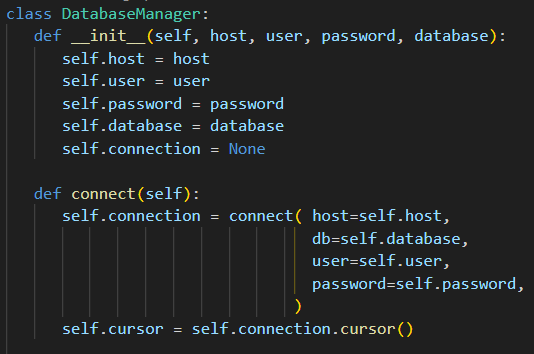 class DatabaseManager:
    def __init__(self, host, user, password, database):
        self.host = host
        self.user = user
        self.password = password
        self.database = database
        self.connection = None

    def connect(self):
        self.connection = connect( host=self.host,
                                   db=self.database,
                                   user=self.user,
                                   password=self.password,
                                 )
        self.cursor = self.connection.cursor()